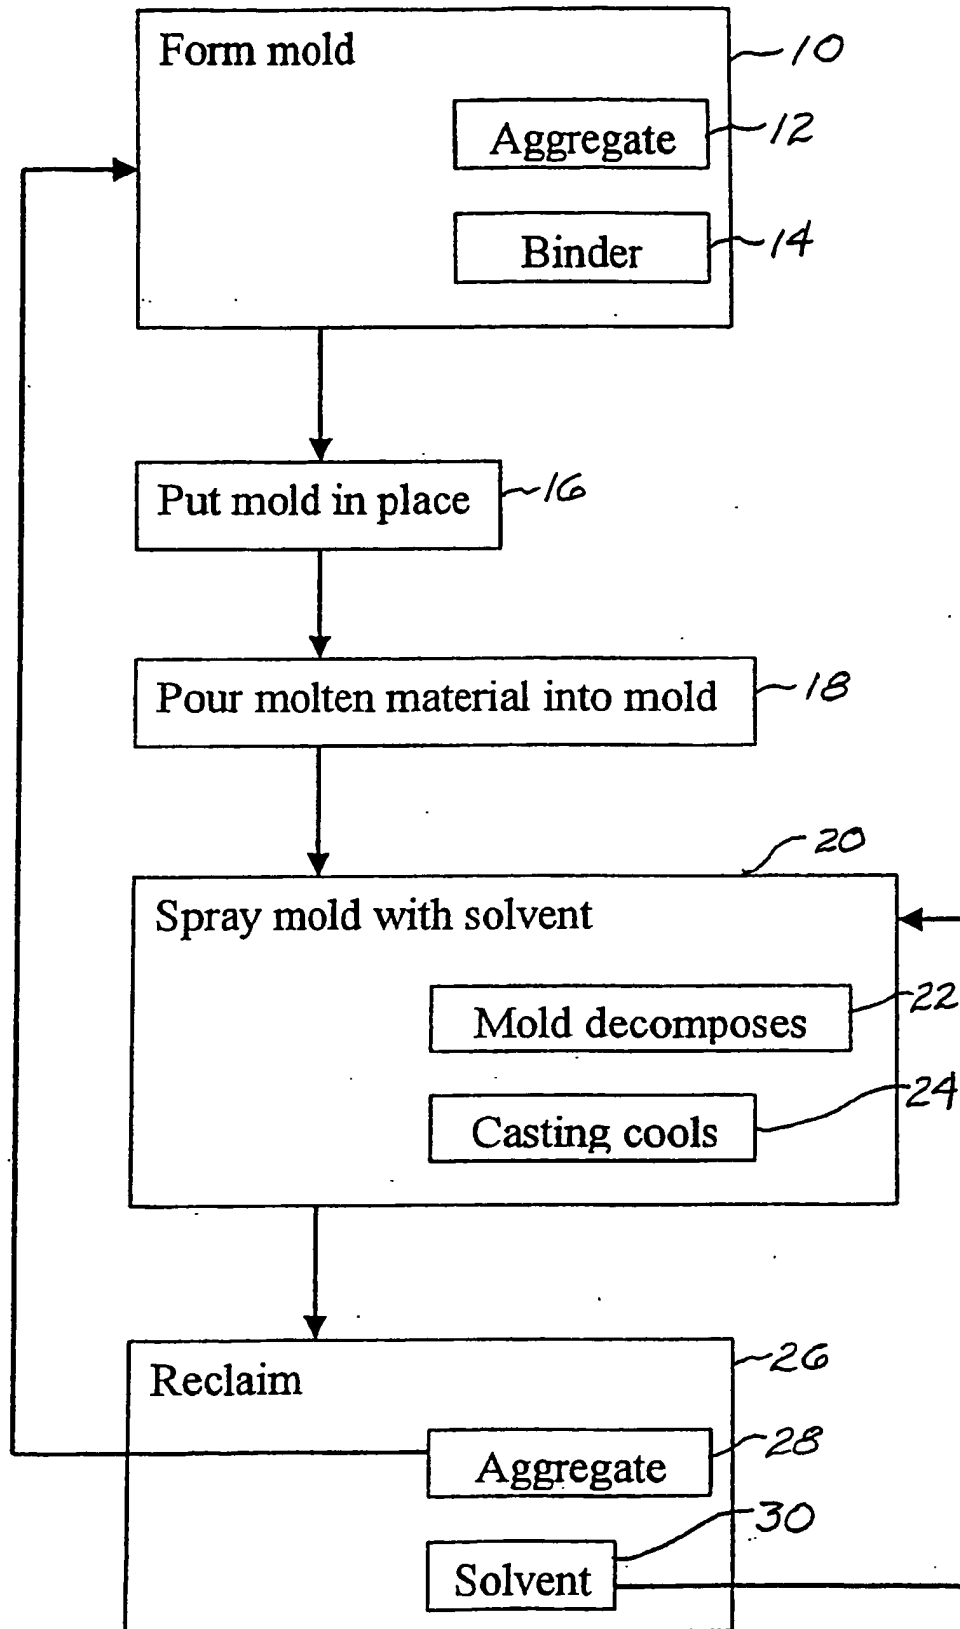 Form mold
10
Aggregate
12
Binder
14
Put mold in place
16
Pour molten material into mold
18
20
Spray mold with solvent
Mold decomposes
22
Casting cools
24
Reclaim
26
Aggregate
28
Solvent
30